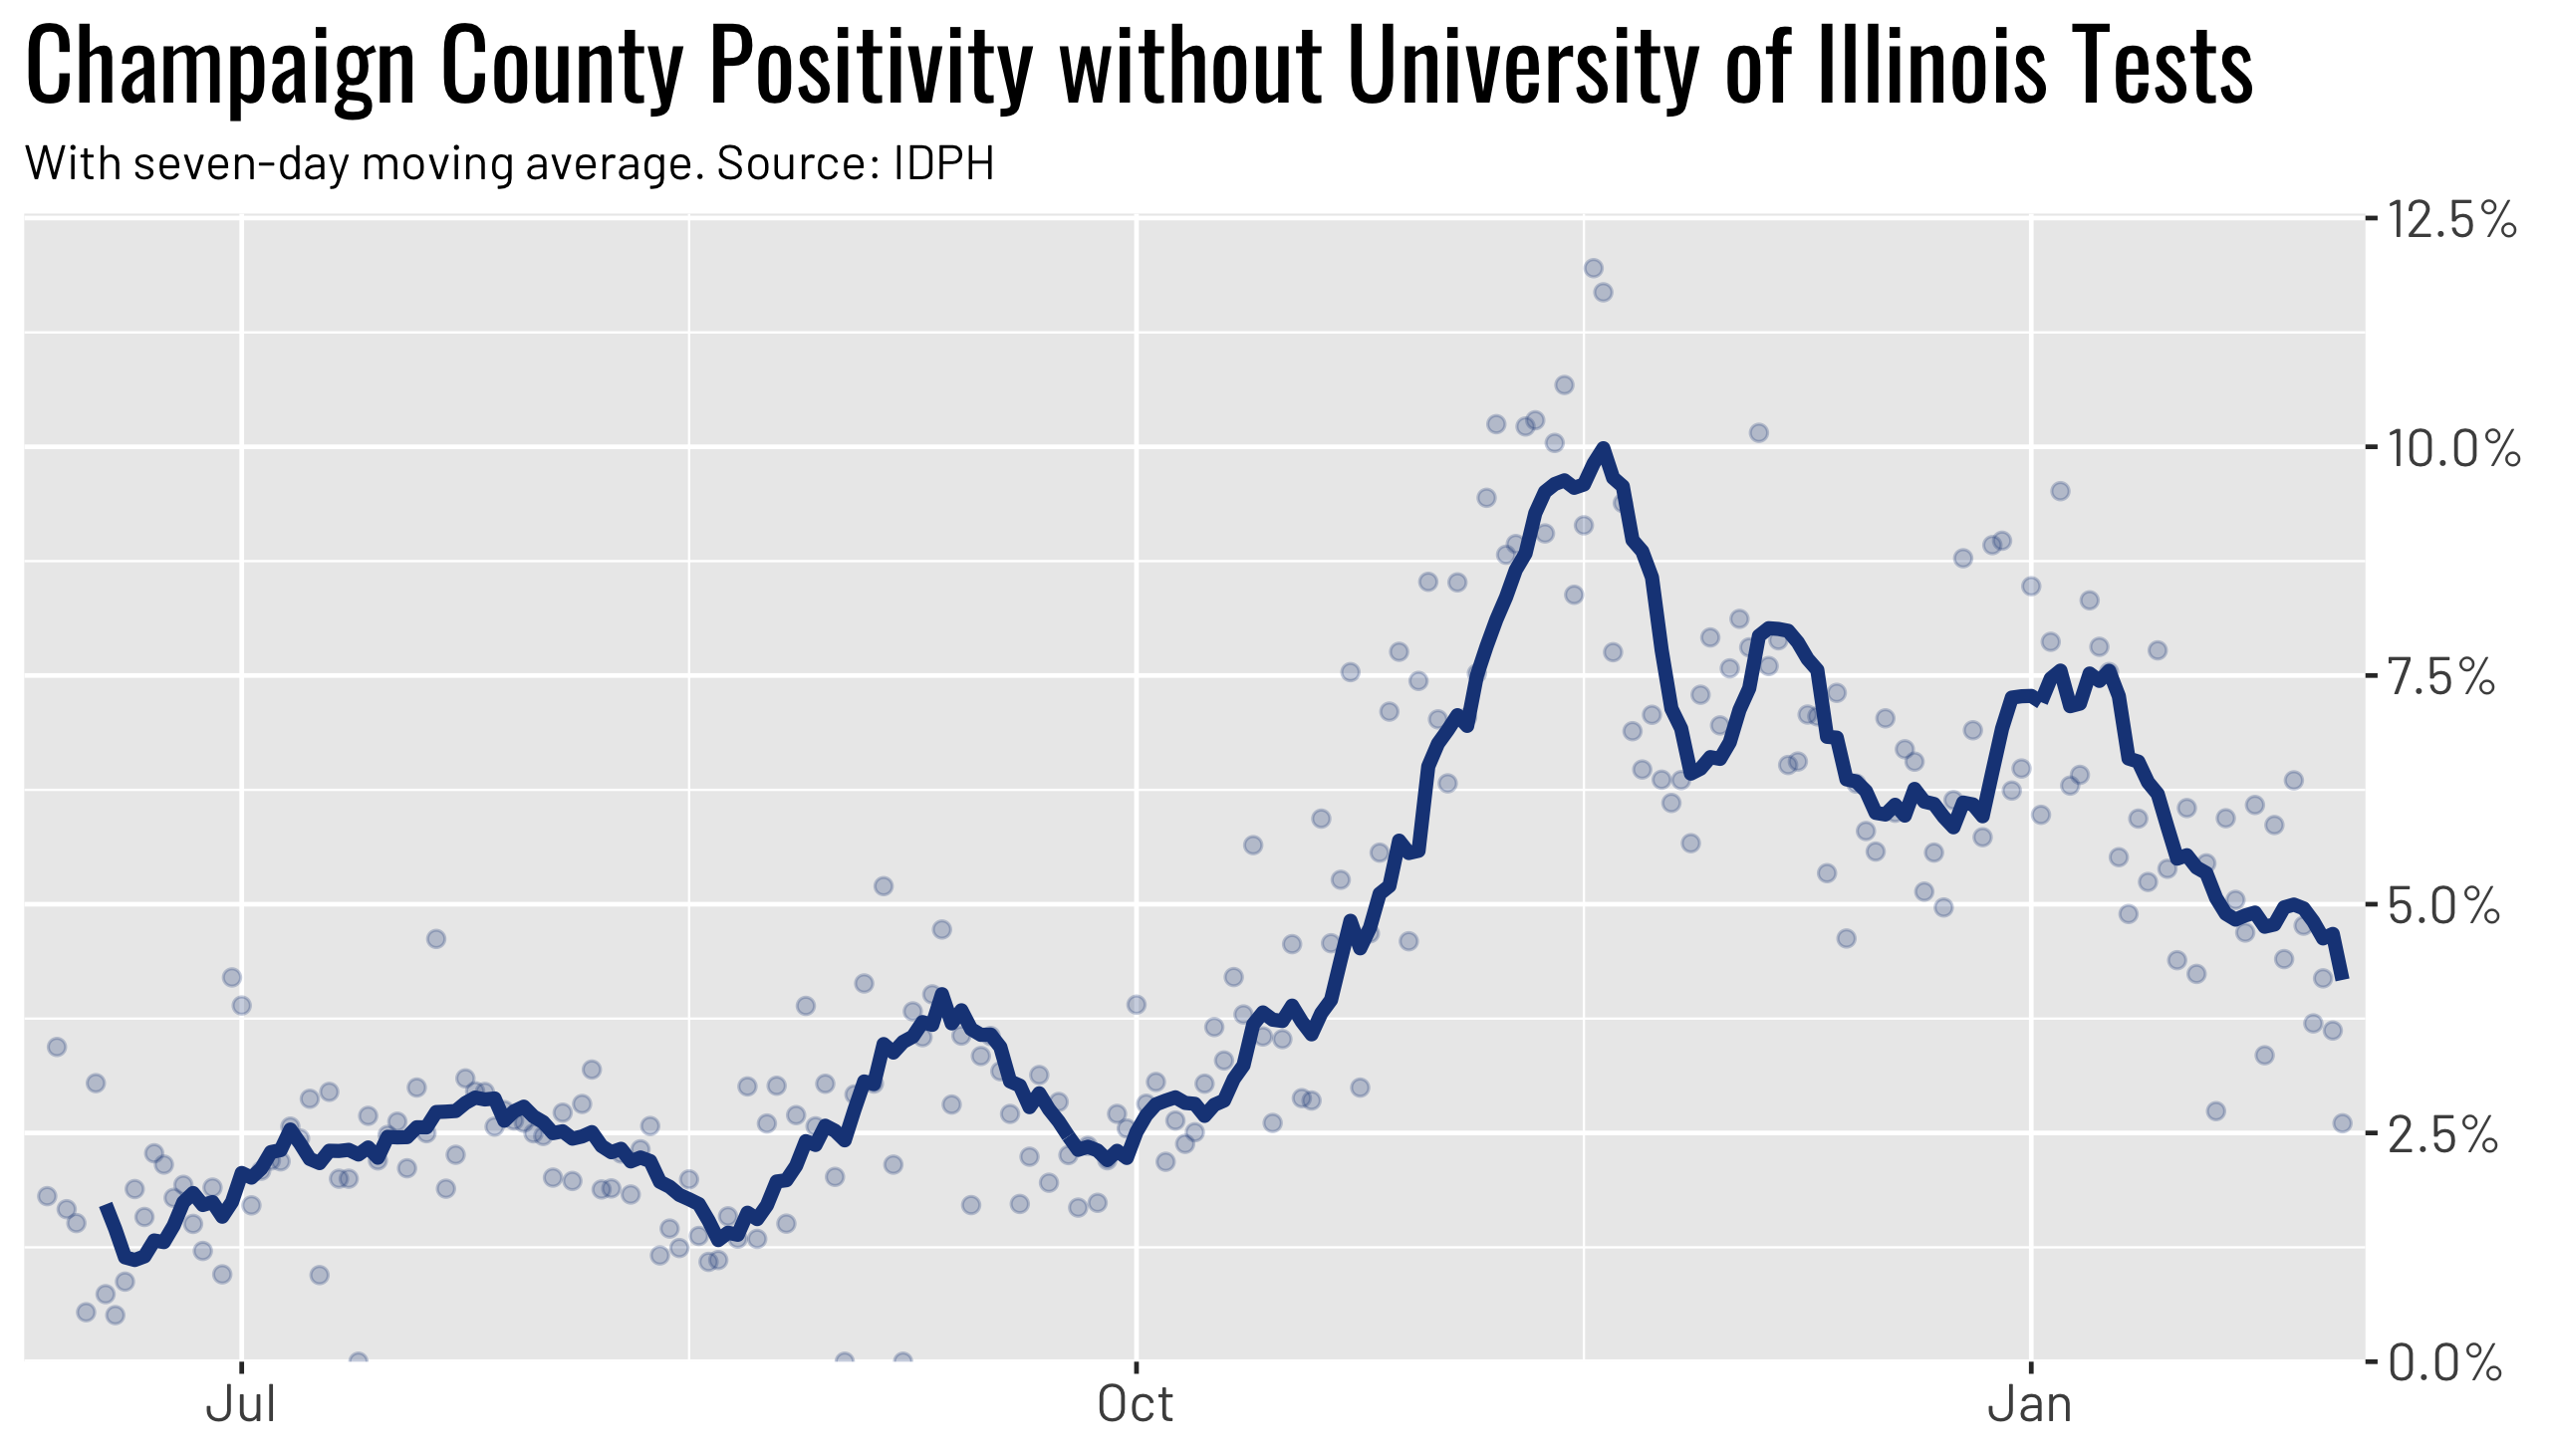 Champaign County Positivity without University of Illinois Tests
With seven-day moving average. Source: IDPH
12.5%
10.0%
7.5%
5.0%
2.5%
0.0%
Jul Oct Jan